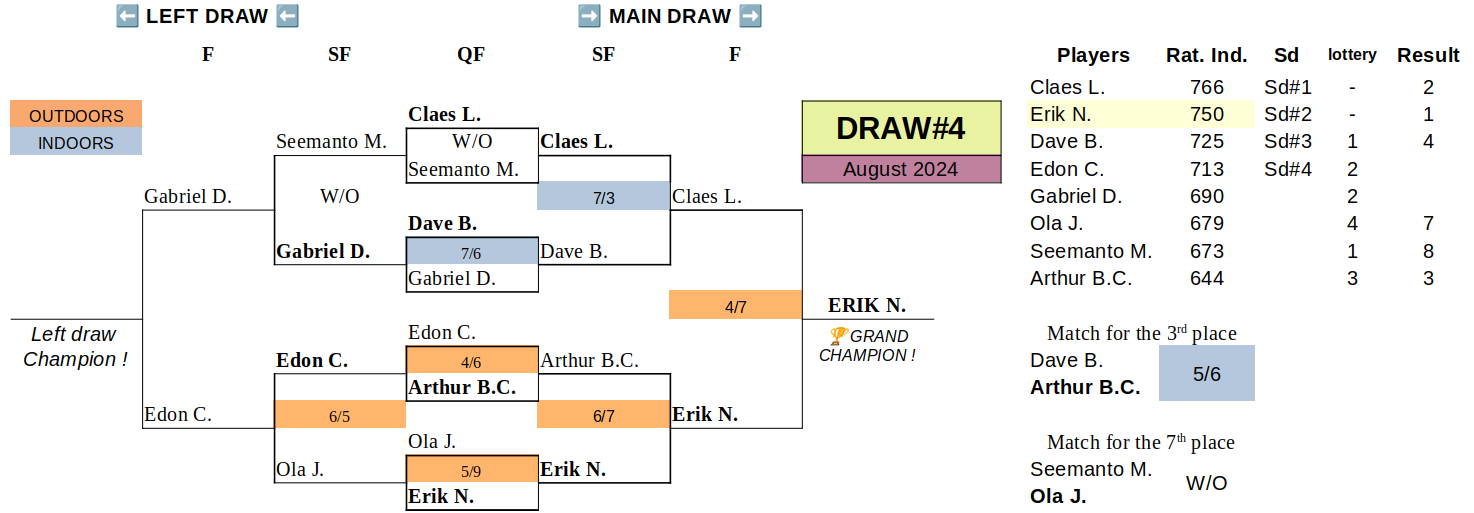 ⬅️ LEFT DRAW ⬅️ ➡️ MAIN DRAW ➡️
F SF QF SF F
Players Rat. Ind. Sd lottery Result
Claes L. 766 Sd#1 - 2
Erik N. 750 Sd#2 - 1
Dave B. 725 Sd#3 1 4
Edon C. 713 Sd#4 2
Gabriel D. 690 2
Ola J. 679 4 7
Seemanto M. 673 1 8
Arthur B.C. 644 3 3
OUTDOORS
INDOORS
DRAW#4
August 2024
Claes L.
Seemanto M. W/O Claes L.
Seemanto M.
Gabriel D. W/O 7/3 Claes L.
Dave B.
Gabriel D. 7/6 Dave B.
Gabriel D.
4/7 ERIK N.
Left draw
Champion !
🏆GRAND
CHAMPION !
Edon C.
Edon C. 4/6 Arthur B.C.
Arthur B.C.
Edon C. 6/5 6/7 Erik N.
Ola J.
Ola J. 5/9 Erik N.
Erik N.
Match for the 3rd place
Dave B.
5/6
Arthur B.C.
Match for the 7th place
Seemanto M.
W/O
Ola J.